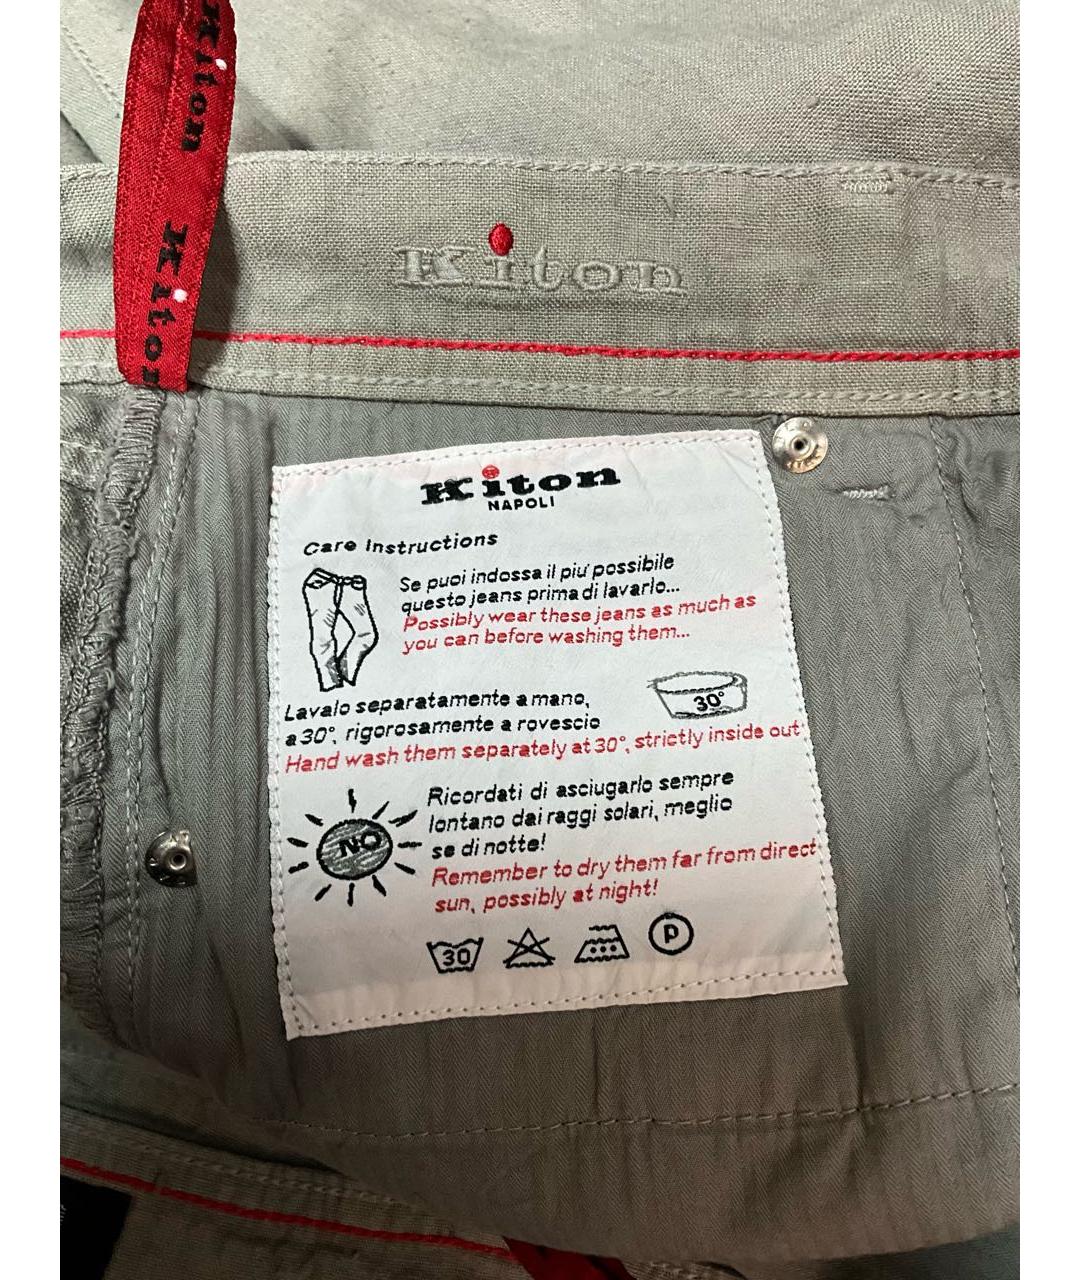 Kiton
Kiton
Kiton
Kiton
NAPOLI
Care Instructions
Se puoi indossa il piu' possibile
questo jeans prima di lavarlo...
Possibly wear these jeans as much as
you can before washing them...
Lavalo separatamente a mano,
a 30°, rigorosamente a rovescio
30°
Hand wash them separately at 30°, strictly inside out
Ricordati di asciugarlo sempre
lontano dai raggi solari, meglio
se di notte!
NO
Remember to dry them far from direct
sun, possibly at night!
30
P